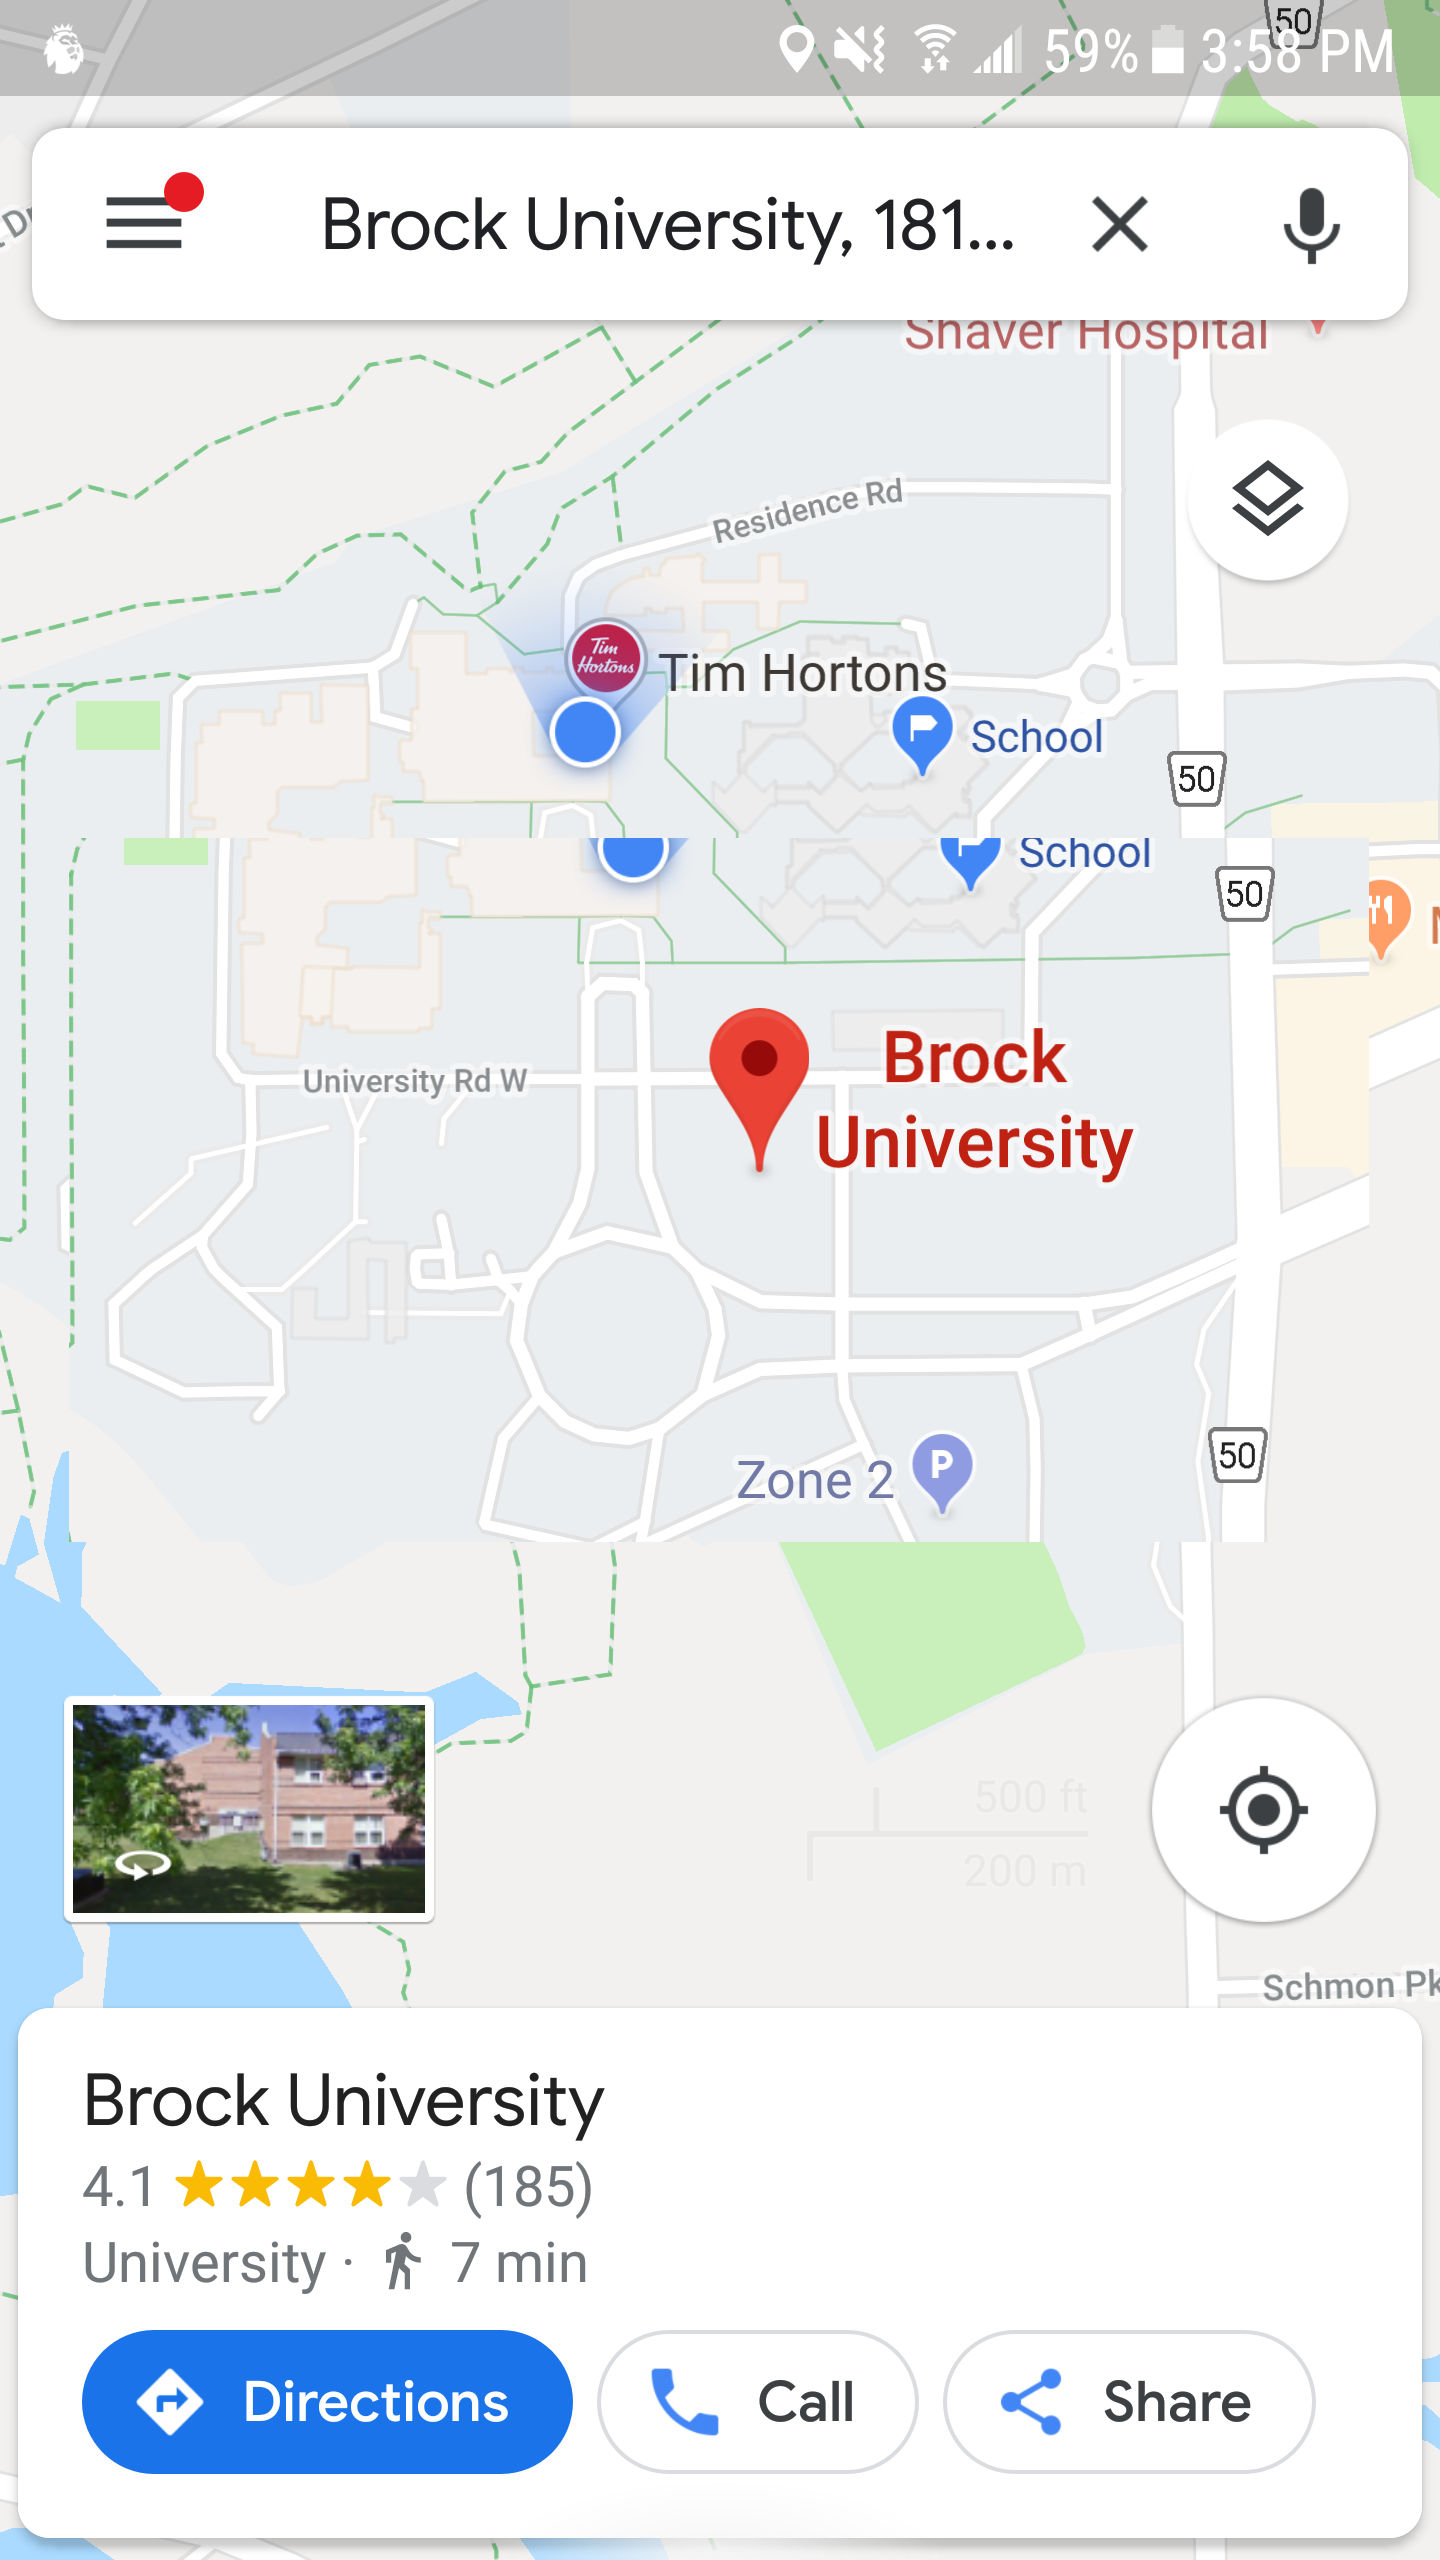 50
59%
3:58 PM
Brock University, 181...
Shaver Hospital
Residence Rd
Tim Hortons
Tim Hortons
School
50
School
50
Brock
University
University Rd W
Zone 2
P
50
500 ft
200 m
Schmon Pk
Brock University
4.1 (185)
University · 7 min
Directions
Call
Share